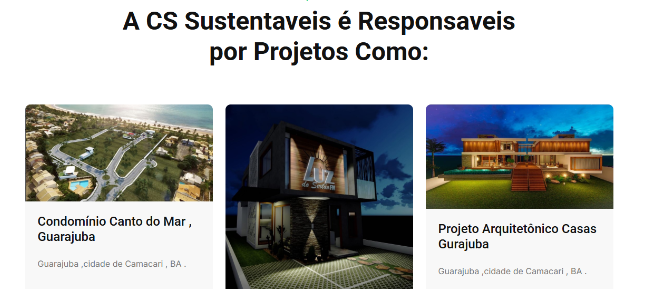 A CS Sustentaveis é Responsaveis
por Projetos Como:
Luz
Condomínio Canto do Mar ,
Guarajuba
Guarajuba ,cidade de Camacari , BA .
Projeto Arquitetônico Casas
Gurajuba
Guarajuba ,cidade de Camacari , BA .